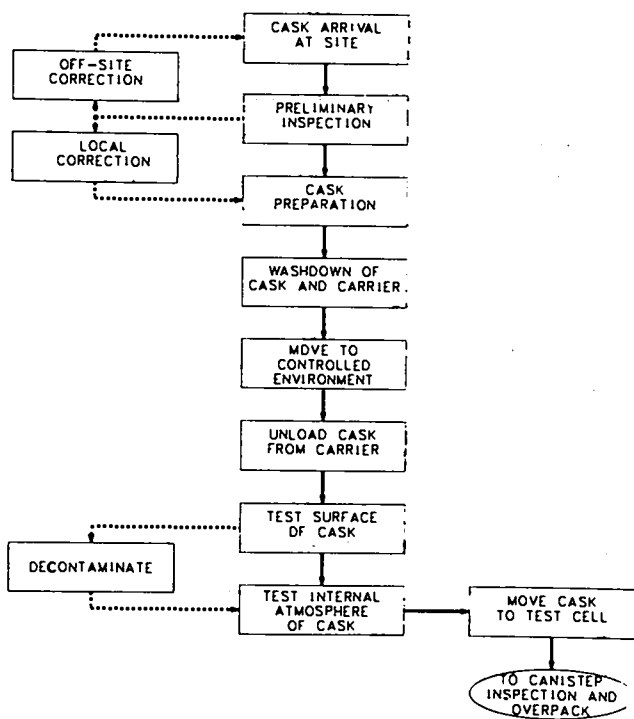 CASK ARRIVAL
AT SITE
OFF-SITE
CORRECTION
PRELIMINARY
INSPECTION
LOCAL
CORRECTION
CASK
PREPARATION
WASHDOWN OF
CASK AND CARRIER
MOVE TO
CONTROLLED
ENVIRONMENT
UNLOAD CASK
FROM CARRIER
TEST SURFACE
OF CASK
DECONTAMINATE
TEST INTERNAL
ATMOSPHERE
OF CASK
MOVE CASK
TO TEST CELL
TO CANISTEP
INSPECTION AND
OVERPACK